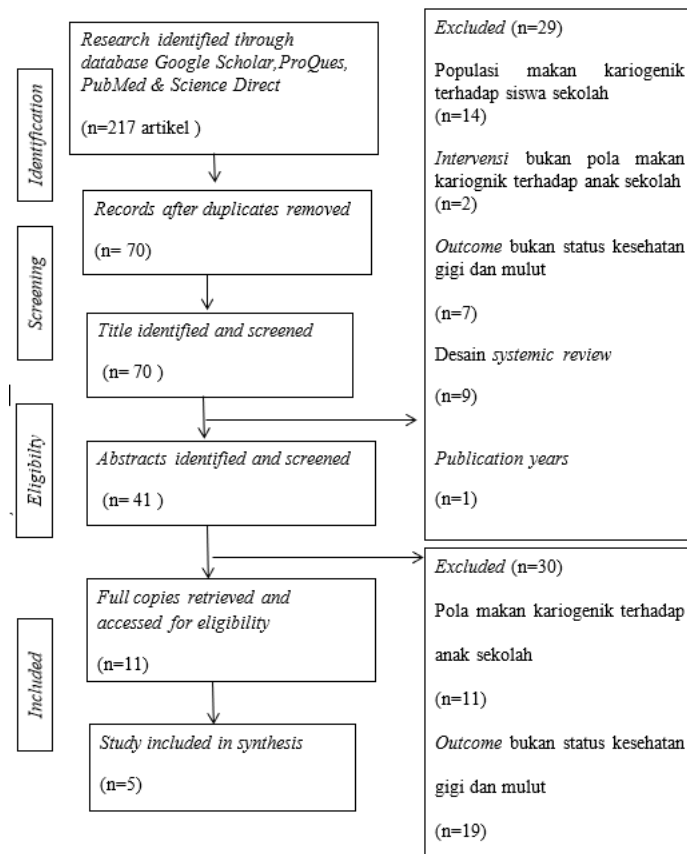 Identification
Research identified through
database Google Scholar,ProQues,
PubMed & Science Direct
(n=217 artikel )
Records after duplicates removed
(n= 70)
Screening
Title identified and screened
(n= 70 )
Eligibilty
Abstracts identified and screened
(n= 41 )
Included
Full copies retrieved and
accessed for eligibility
(n=11)
Study included in synthesis
(n=5)
Excluded (n=29)
Populasi makan kariogenik
terhadap siswa sekolah
(n=14)
Intervensi bukan pola makan
kariognik terhadap anak sekolah
(n=2)
Outcome bukan status kesehatan
gigi dan mulut
(n=7)
Desain systemic review
(n=9)
Publication years
(n=1)
Excluded (n=30)
Pola makan kariogenik terhadap
anak sekolah
(n=11)
Outcome bukan status kesehatan
gigi dan mulut
(n=19)